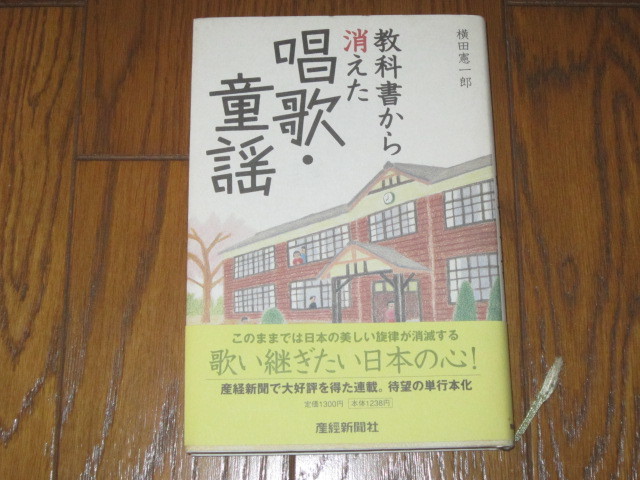 横田憲一郎
教科書から
消えた
唱歌・
童謡
このままでは日本の美しい旋律が消滅する
歌い継ぎたい日本の心!
産経新聞で大好評を得た連載。待望の単行本化
定価1300円 本体1238円
産經新聞社